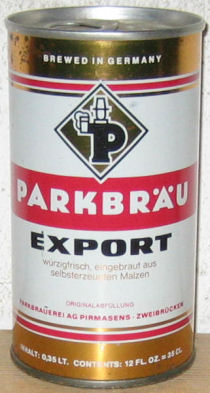 BREWED IN GERMANY
P
PARKBRÄU
EXPORT
würzigfrisch, eingebraut aus
selbsterzeugten Malzen
ORIGINALABFÜLLUNG
PARKBRAUEREI AG PIRMASENS · ZWEIBRÜCKEN
INHALT: 0,35 LT. CONTENTS: 12 FL. OZ. = 35 CL.